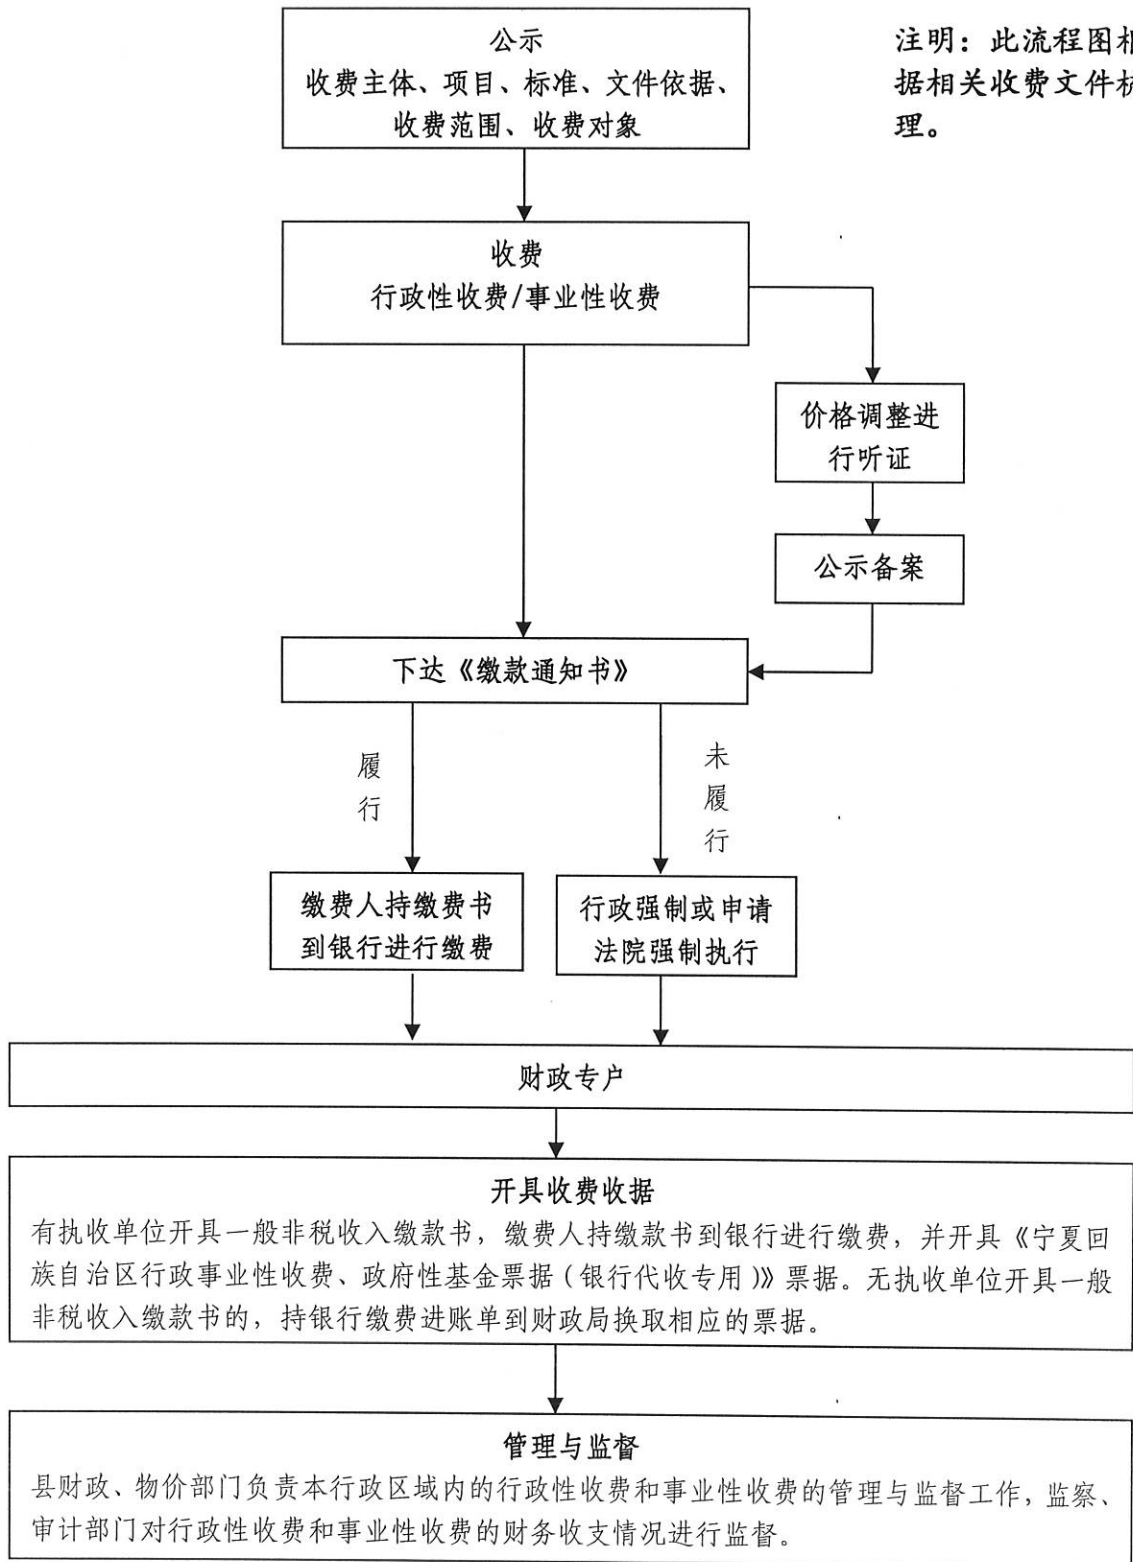 公示
收费主体、项目、标准、文件依据、
收费范围、收费对象
注明：此流程图根
据相关收费文件梳
理。
收费
行政性收费/事业性收费
价格调整进
行听证
公示备案
下达《缴款通知书》
履
行
未
履
行
缴费人持缴费书
到银行进行缴费
行政强制或申请
法院强制执行
财政专户
开具收费收据
有执收单位开具一般非税收入缴款书，缴费人持缴款书到银行进行缴费，并开具《宁夏回
族自治区行政事业性收费、政府性基金票据（银行代收专用）》票据。无执收单位开具一般
非税收入缴款书的，持银行缴费进账单到财政局换取相应的票据。
管理与监督
县财政、物价部门负责本行政区域内的行政性收费和事业性收费的管理与监督工作，监察、
审计部门对行政性收费和事业性收费的财务收支情况进行监督。